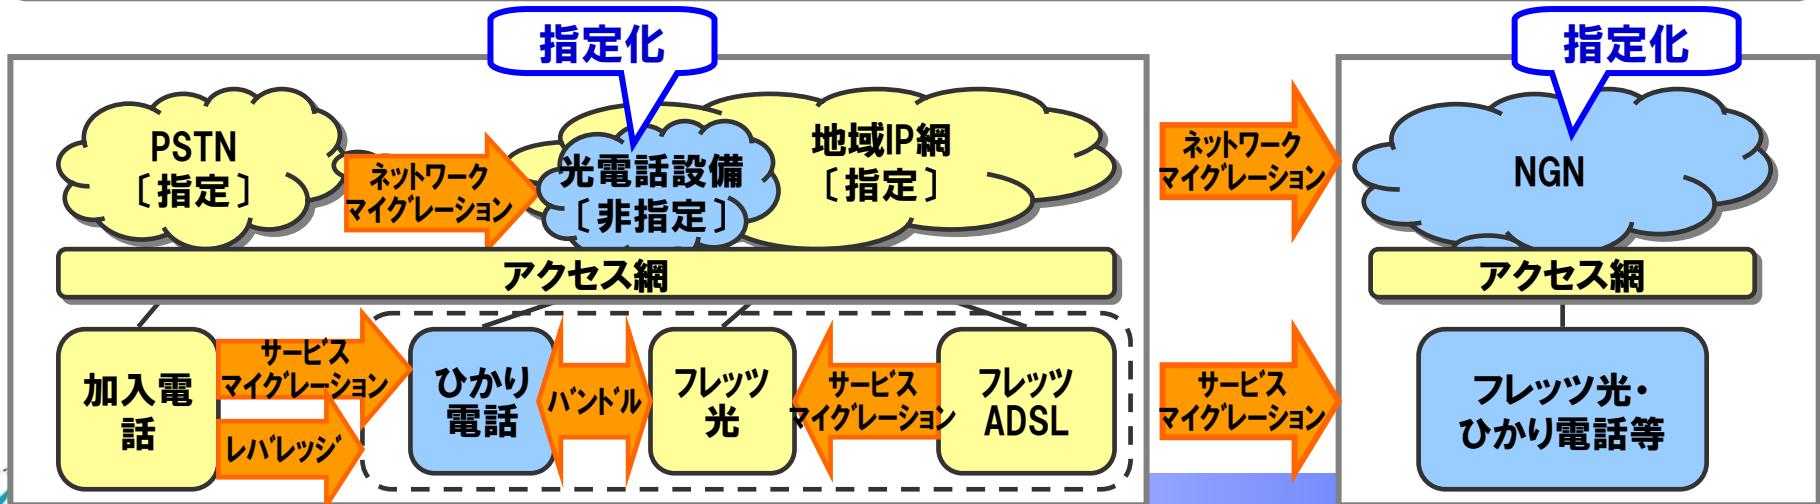 指定化
指定化
PSTN
〔指定〕
ネットワーク
マイグレーション
光電話設備
〔非指定〕
地域IP網
〔指定〕
ネットワーク
マイグレーション
NGN
アクセス網
アクセス網
加入電
話
サービス
マイグレーション
レバレッジ
ひかり
電話
バンドル
フレッツ
光
サービス
マイグレーション
フレッツ
ADSL
サービス
マイグレーション
フレッツ光・
ひかり電話等